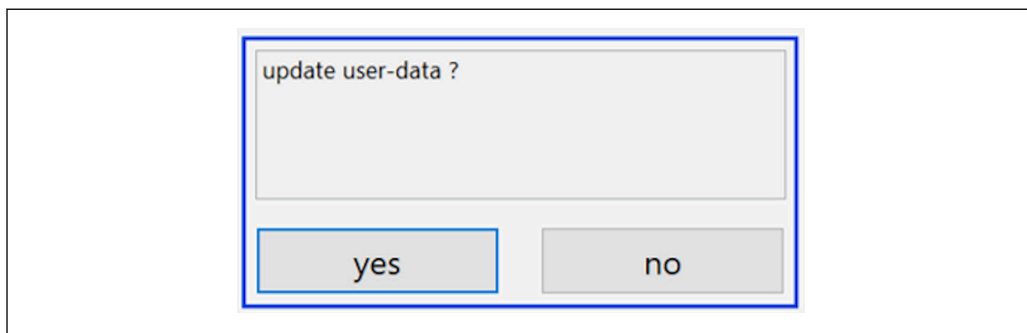 update user-data ?
yes
no